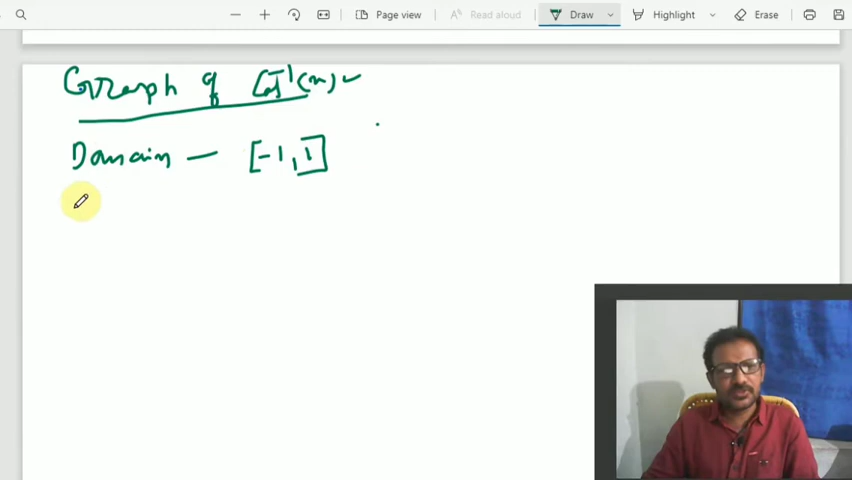 Page view
Read aloud
Draw
Highlight
Erase
Graph of Cos⁻¹(x)
Domain — [-1, 1]